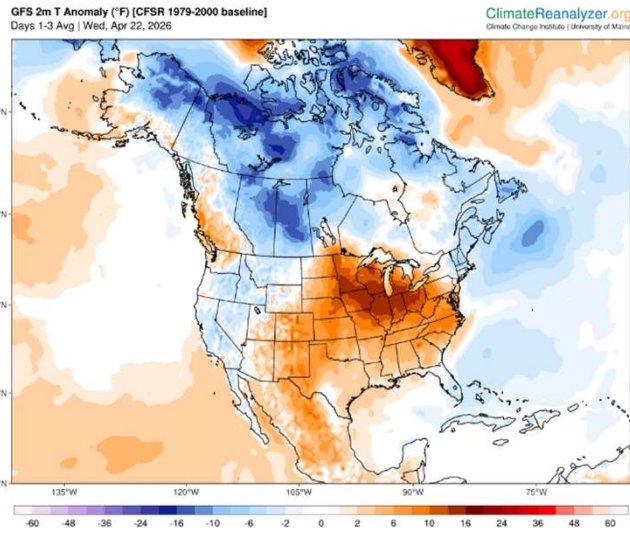 GFS 2m T Anomaly (°F) [CFSR 1979-2000 baseline]
ClimateReanalyzer.org
Days 1-3 Avg | Wed, Apr 22, 2026
Climate Change Institute | University of Maine
135°W 120°W 105°W 90°W 75°W
-60 -48 -36 -24 -16 -10 -6 -2 0 2 6 10 16 24 36 48 60